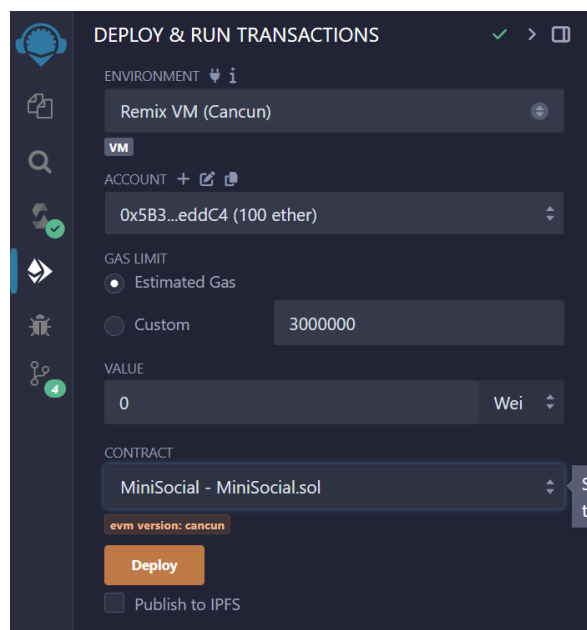 DEPLOY & RUN TRANSACTIONS
ENVIRONMENT
Remix VM (Cancun)
VM
ACCOUNT
0x5B3...eddC4 (100 ether)
GAS LIMIT
Estimated Gas
Custom 3000000
VALUE
0 Wei
CONTRACT
MiniSocial - MiniSocial.sol
evm version: cancun
Deploy
Publish to IPFS
4